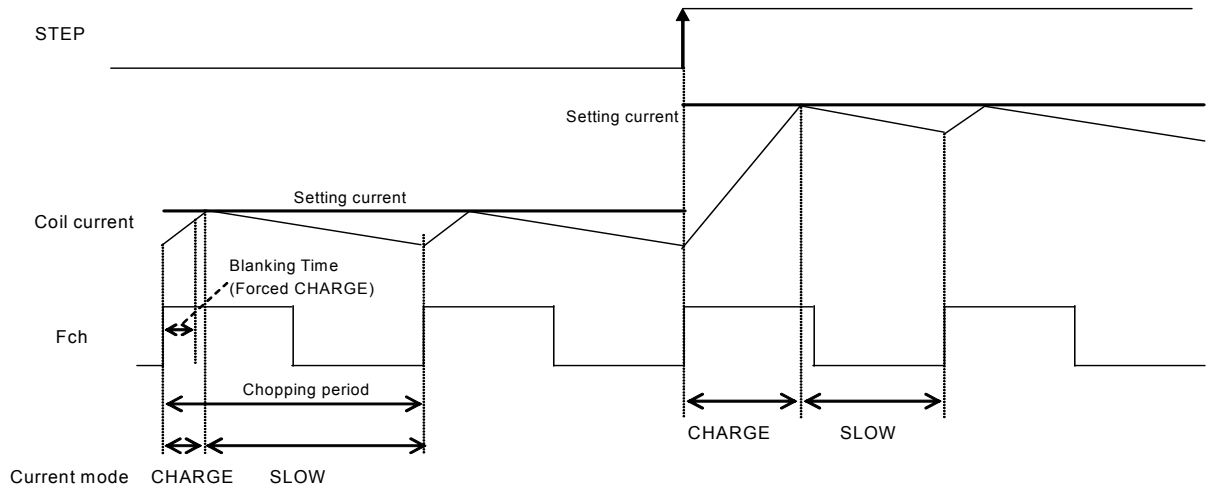 STEP
Setting current
Setting current
Coil current
Blanking Time
(Forced CHARGE)
Fch
Chopping period
CHARGE SLOW
Current mode CHARGE SLOW